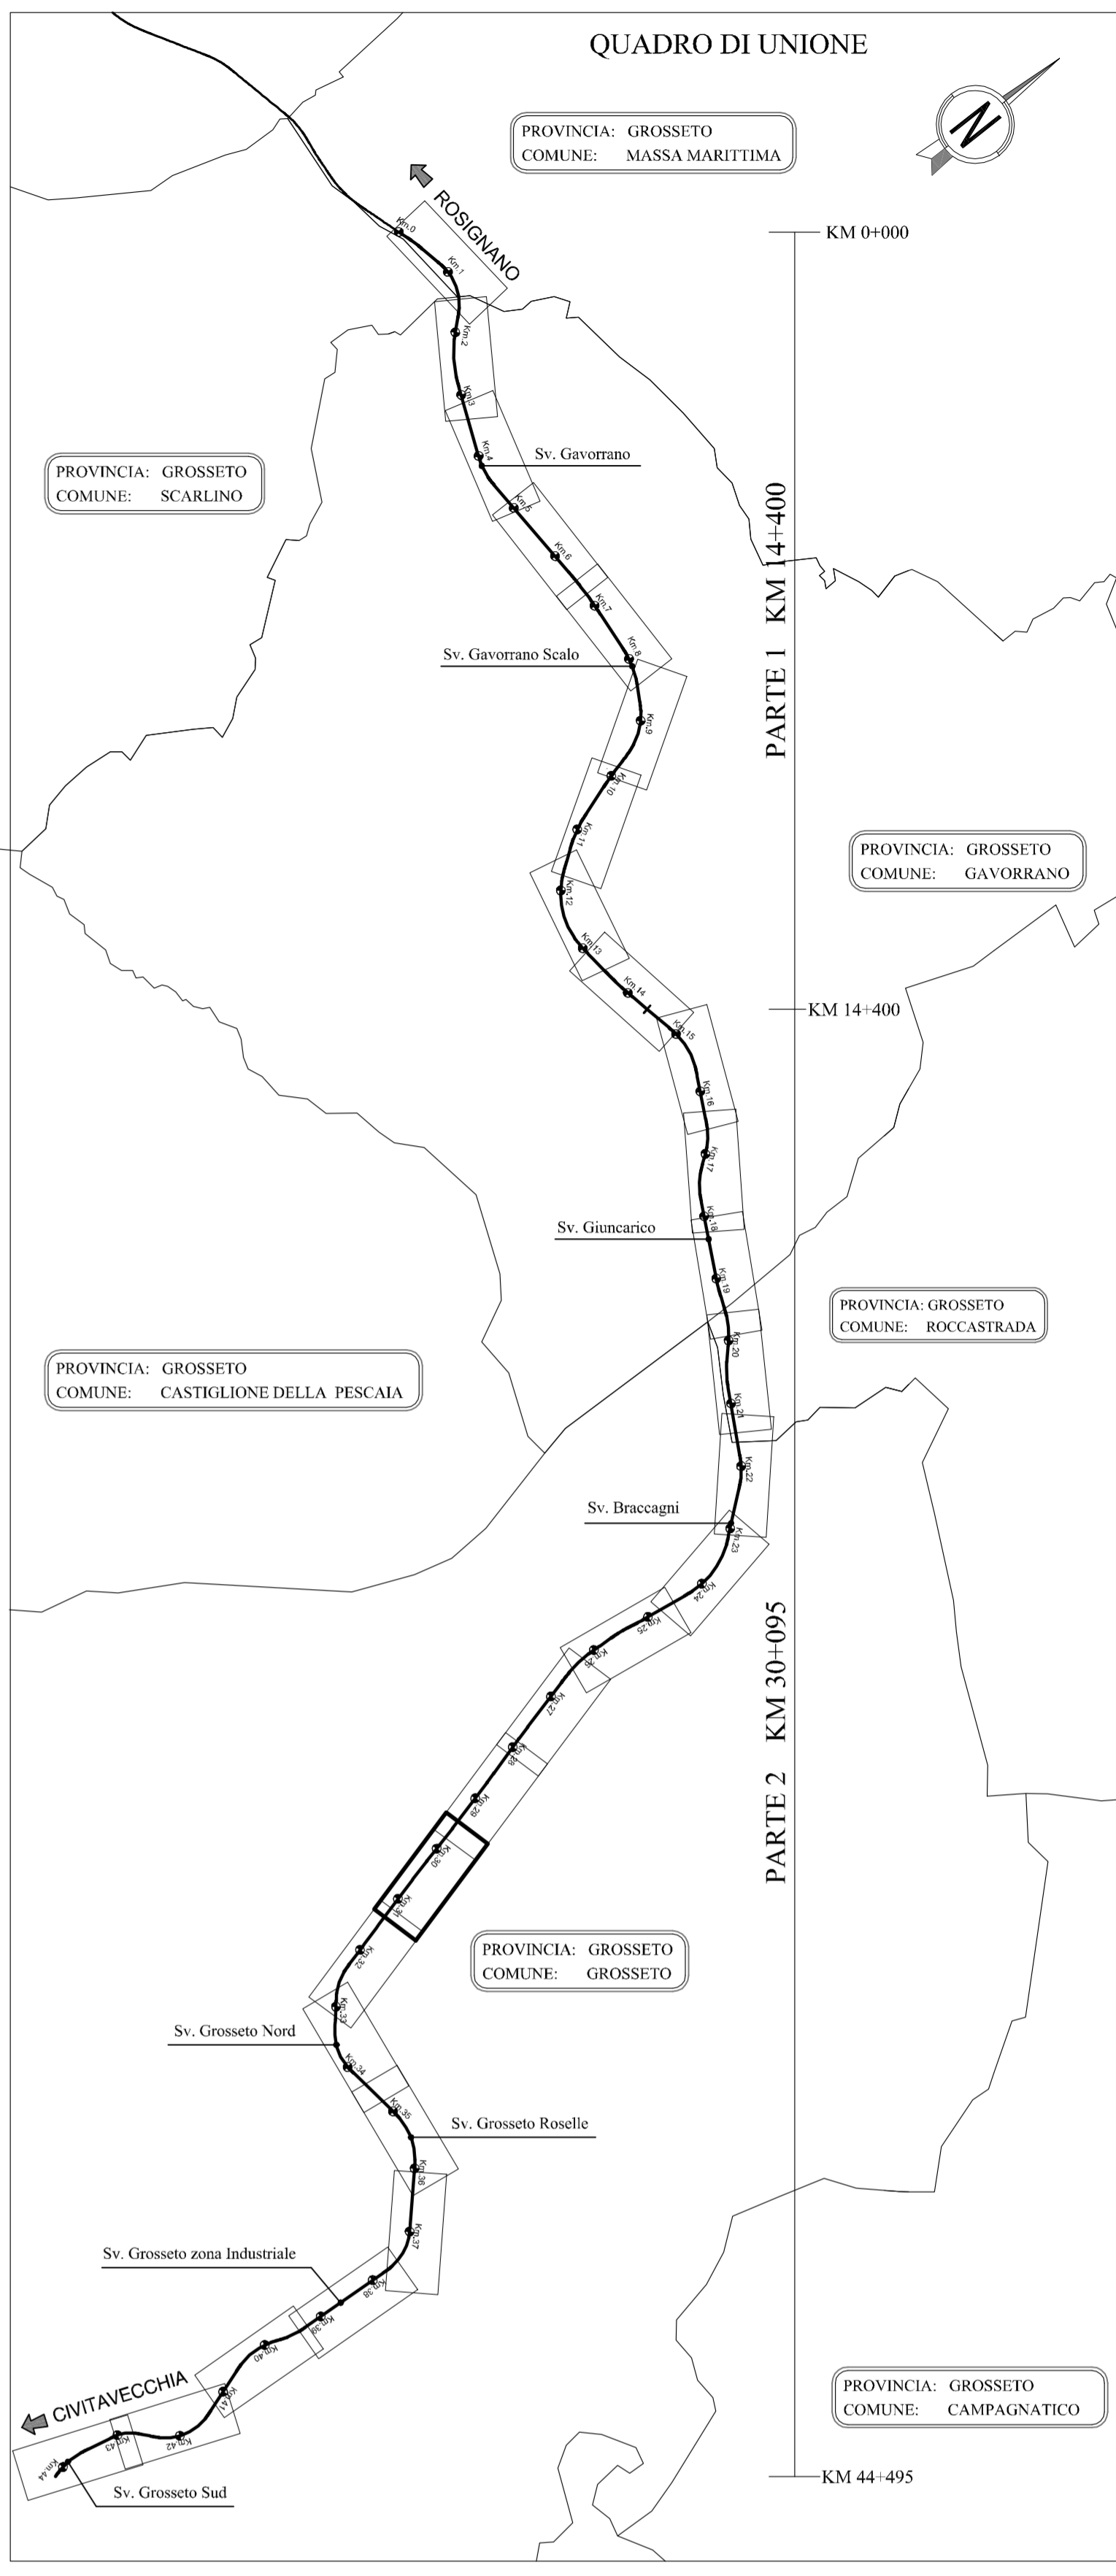 QUADRO DI UNIONE
N
PROVINCIA: GROSSETO
COMUNE: MASSA MARITTIMA
ROSIGNANO
Km.0
KM 0+000
Km.1
Km.2
Km.3
Km.4
Sv. Gavorrano
PROVINCIA: GROSSETO
COMUNE: SCARLINO
Km.5
Km.6
Km.7
PARTE 1 KM 14+400
Km.8
Sv. Gavorrano Scalo
Km.9
Km.10
Km.11
PROVINCIA: GROSSETO
COMUNE: GAVORRANO
Km.12
Km.13
Km.14
KM 14+400
Km.15
Km.16
Km.17
Km.18
Sv. Giuncarico
Km.19
PROVINCIA: GROSSETO
COMUNE: ROCCASTRADA
Km.20
PROVINCIA: GROSSETO
COMUNE: CASTIGLIONE DELLA PESCAIA
Km.21
Km.22
Sv. Braccagni
Km.23
Km.24
Km.25
Km.26
Km.27
PARTE 2 KM 30+095
Km.28
Km.29
Km.30
Km.31
Km.32
PROVINCIA: GROSSETO
COMUNE: GROSSETO
Km.33
Sv. Grosseto Nord
Km.34
Km.35
Sv. Grosseto Roselle
Km.36
Km.37
Sv. Grosseto zona Industriale
Km.38
Km.39
Km.40
Km.41
CIVITAVECCHIA
Km.42
Km.43
Km.44
PROVINCIA: GROSSETO
COMUNE: CAMPAGNATICO
KM 44+495
Sv. Grosseto Sud